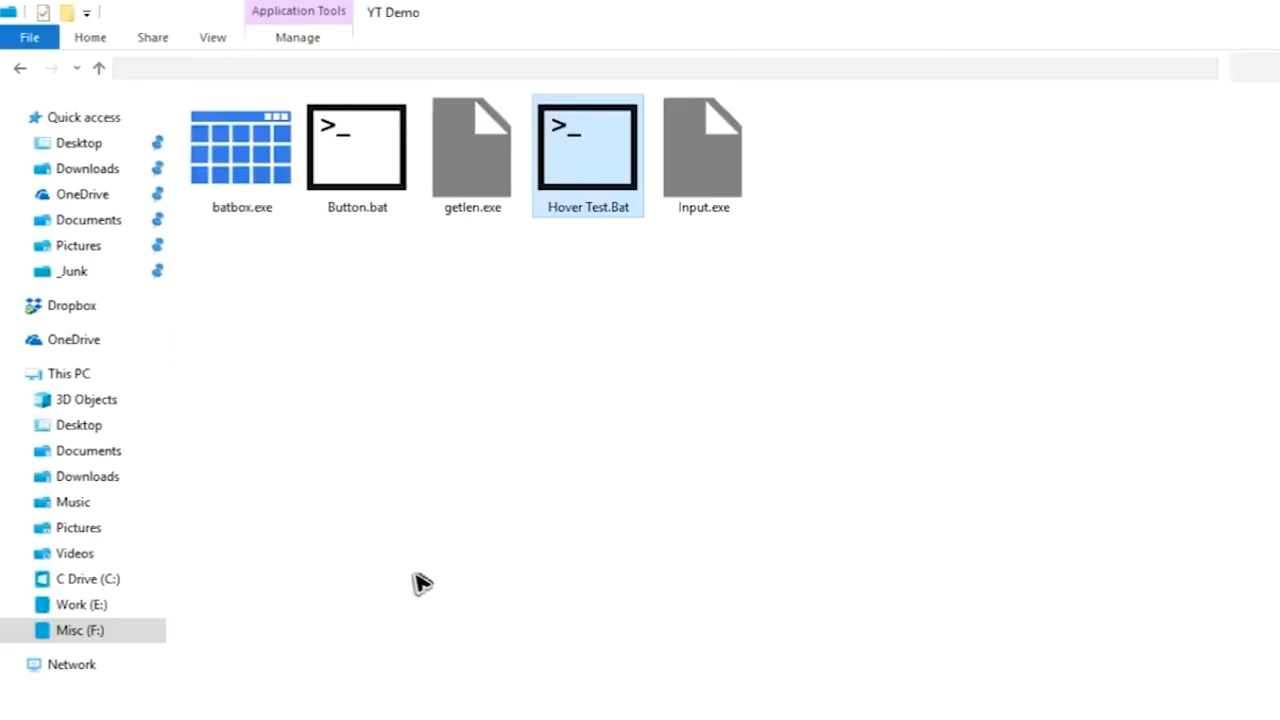 Application Tools
YT Demo
File
Home
Share
View
Manage
Quick access
Desktop
Downloads
OneDrive
Documents
Pictures
_Junk
Dropbox
OneDrive
This PC
3D Objects
Desktop
Documents
Downloads
Music
Pictures
Videos
C Drive (C:)
Work (E:)
Misc (F:)
Network
>_
>_
batbox.exe
Button.bat
getlen.exe
Hover Test.Bat
Input.exe